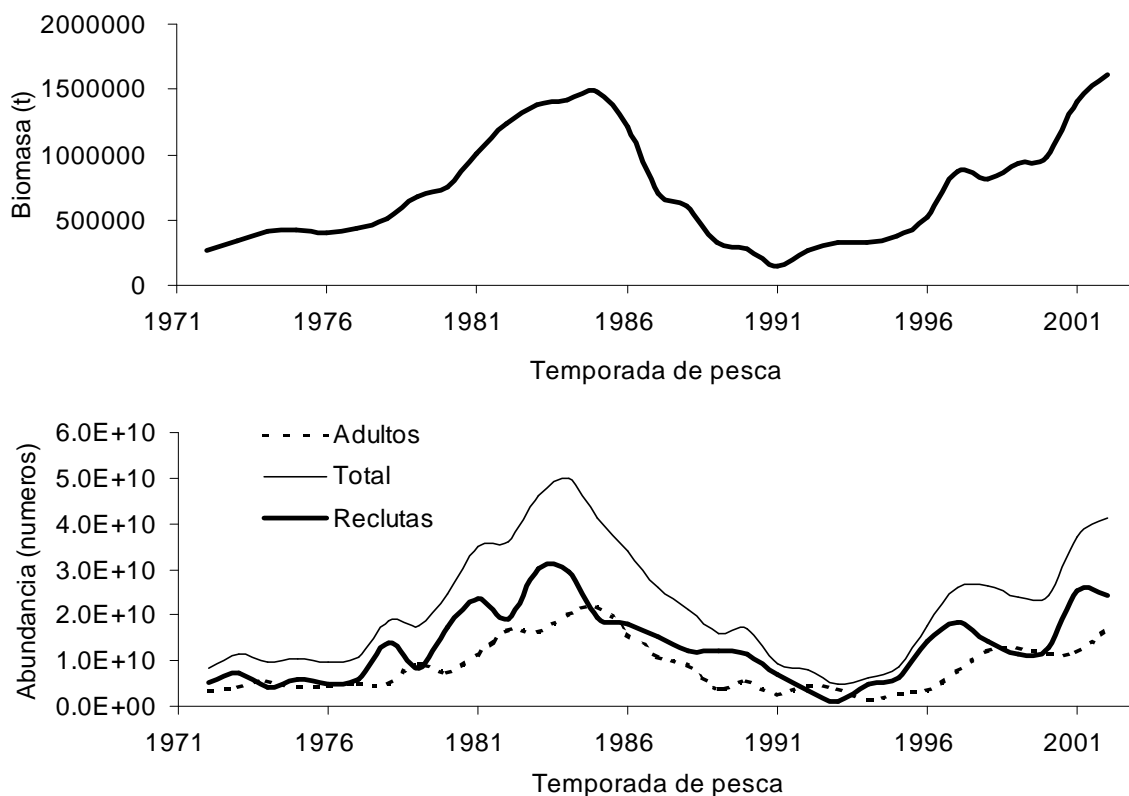 2000000
1500000
1000000
500000
0
Biomasa (t)
1971 1976 1981 1986 1991 1996 2001
Temporada de pesca
6.0E+10
5.0E+10
4.0E+10
3.0E+10
2.0E+10
1.0E+10
0.0E+00
Abundancia (numeros)
Adultos
Total
Reclutas
1971 1976 1981 1986 1991 1996 2001
Temporada de pesca